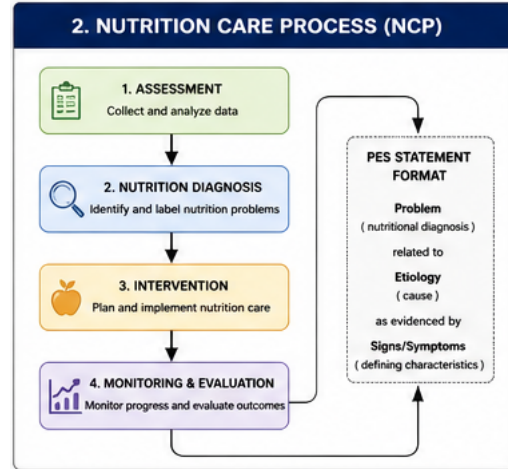 2. NUTRITION CARE PROCESS (NCP)
1. ASSESSMENT
Collect and analyze data
2. NUTRITION DIAGNOSIS
Identify and label nutrition problems
3. INTERVENTION
Plan and implement nutrition care
4. MONITORING & EVALUATION
Monitor progress and evaluate outcomes
PES STATEMENT
FORMAT
Problem
( nutritional diagnosis )
related to
Etiology
( cause )
as evidenced by
Signs/Symptoms
( defining characteristics )